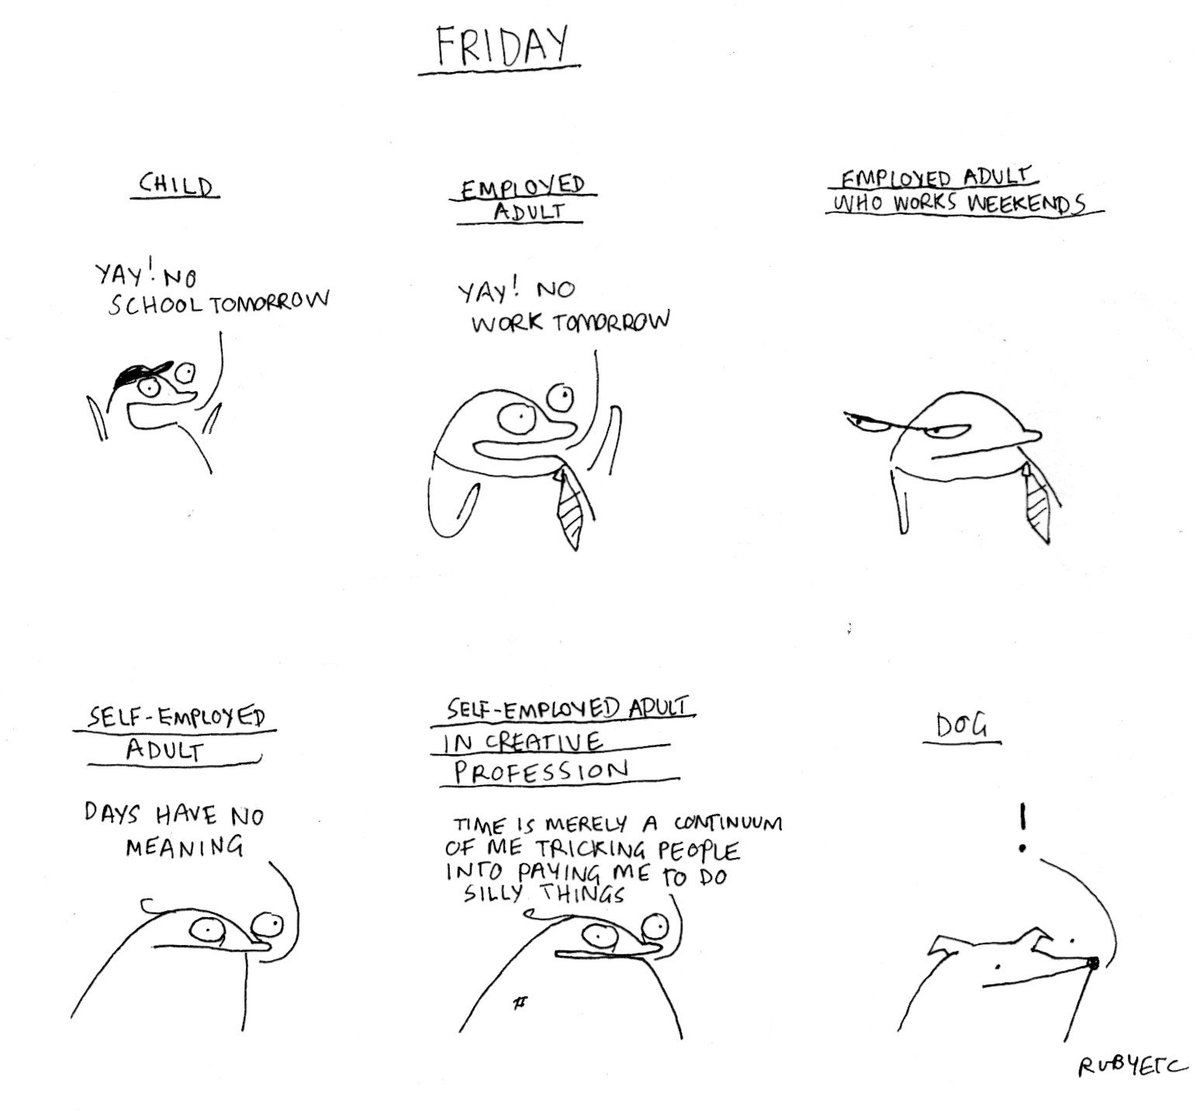 FRIDAY
CHILD
YAY! NO
SCHOOL TOMORROW
EMPLOYED
ADULT
YAY! NO
WORK TOMORROW
EMPLOYED ADULT
WHO WORKS WEEKENDS
SELF-EMPLOYED
ADULT
DAYS HAVE NO
MEANING
SELF-EMPLOYED ADULT
IN CREATIVE
PROFESSION
TIME IS MERELY A CONTINUUM
OF ME TRICKING PEOPLE
INTO PAYING ME TO DO
SILLY THINGS
DOG
!
RUBYETC